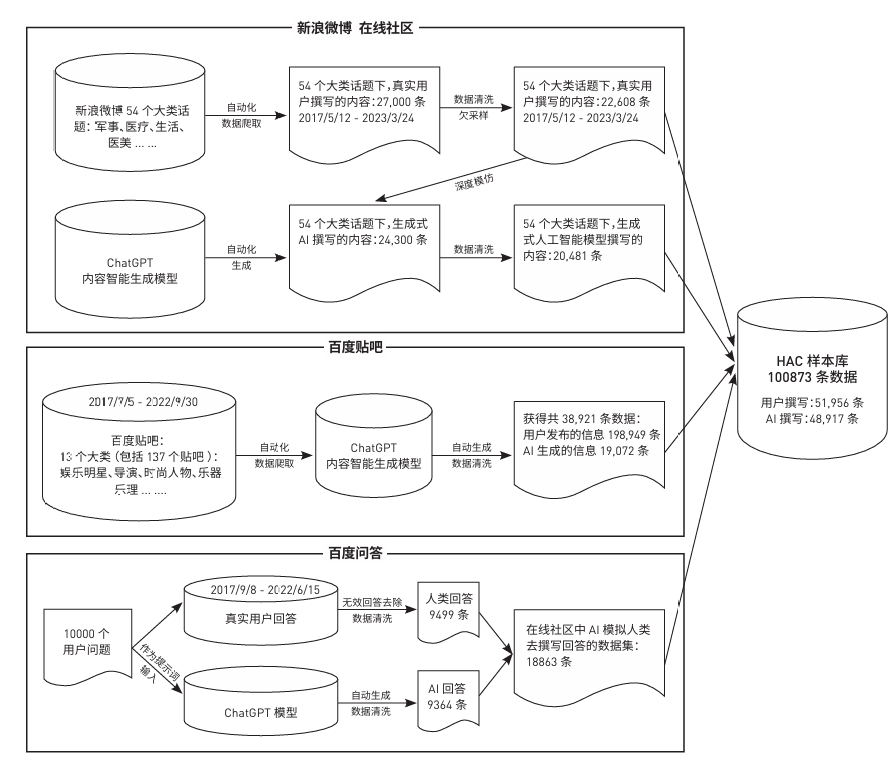 新浪微博 在线社区
新浪微博 54 个大类话
题：军事、医疗、生活、
医美 ... ...
自动化
数据爬取
54 个大类话题下，真实用
户撰写的内容：27,000 条
2017/5/12 - 2023/3/24
数据清洗
欠采样
54 个大类话题下，真实用
户撰写的内容：22,608 条
2017/5/12 - 2023/3/24
深度模仿
ChatGPT
内容智能生成模型
自动化
生成
54 个大类话题下，生成式
AI 撰写的内容：24,300 条
数据清洗
54 个大类话题下，生成
式人工智能模型撰写的
内容：20,481 条
百度贴吧
2017/7/5 - 2022/9/30
百度贴吧：
13 个大类（包括 137 个贴吧）：
娱乐明星、导演、时尚人物、乐器
乐理 ... ....
自动化
数据爬取
ChatGPT
内容智能生成模型
自动生成
数据清洗
获得共 38,921 条数据：
用户发布的信息 198,949 条
AI 生成的信息 19,072 条
百度问答
10000 个
用户问题
作为提示词
输入
2017/9/8 - 2022/6/15
真实用户回答
无效回答去除
数据清洗
人类回答
9499 条
ChatGPT 模型
自动生成
数据清洗
AI 回答
9364 条
在线社区中 AI 模拟人类
去撰写回答的数据集：
18863 条
HAC 样本库
100873 条数据
用户撰写：51,956 条
AI 撰写：48,917 条